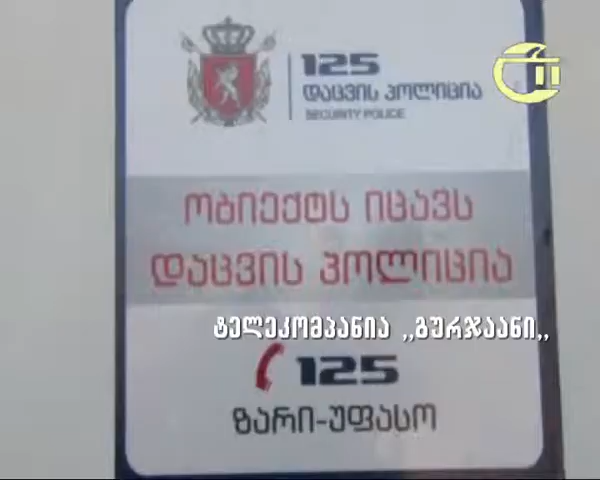 125
დაცვის პოლიცია
SECURITY POLICE
ობიექტს იცავს
დაცვის პოლიცია
ტელეკომპანია ,,გურჯაანი,,
125
ზარი-უფასო